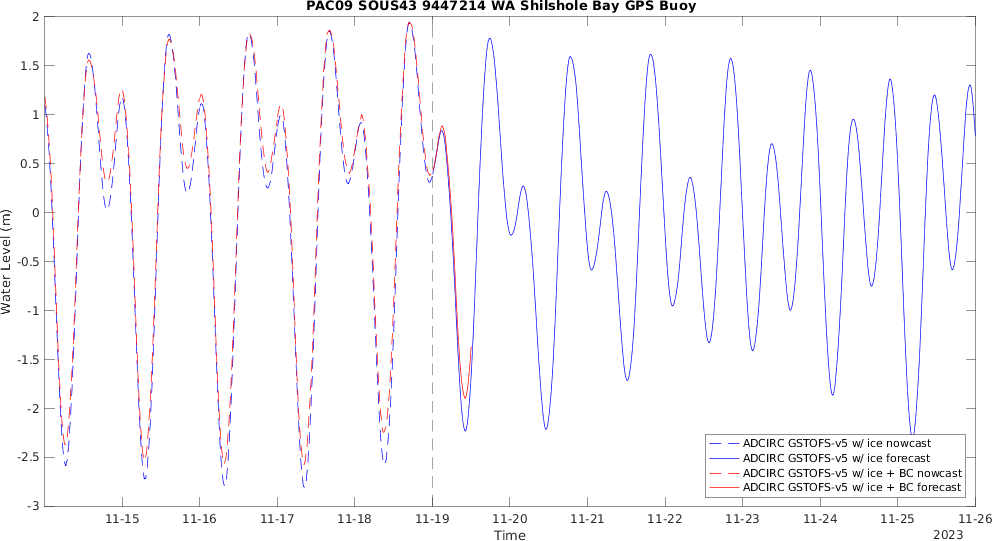 PAC09 SOUS43 9447214 WA Shilshole Bay GPS Buoy
2
1.5
1
0.5
0
-0.5
-1
-1.5
-2
-2.5
-3
Water Level (m)
ADCIRC GSTOFS-v5 w/ ice nowcast
ADCIRC GSTOFS-v5 w/ ice forecast
ADCIRC GSTOFS-v5 w/ ice + BC nowcast
ADCIRC GSTOFS-v5 w/ ice + BC forecast
11-15 11-16 11-17 11-18 11-19 11-20 11-21 11-22 11-23 11-24 11-25 11-26
Time
2023